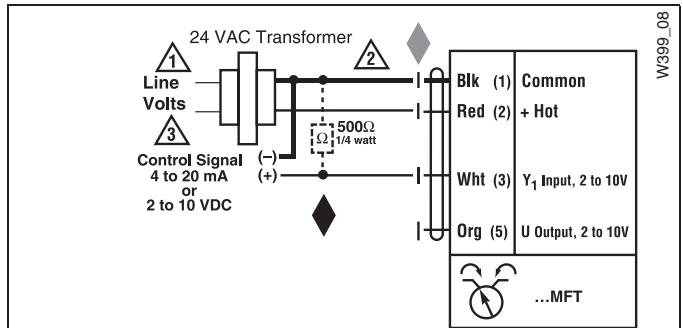 W399_08
24 VAC Transformer
1
2
Line
Volts
3
Control Signal
4 to 20 mA
or
2 to 10 VDC
(–)
(+)
Ω
500Ω
1/4 watt
Blk (1) Common
Red (2) + Hot
Wht (3) Y₁ Input, 2 to 10V
Org (5) U Output, 2 to 10V
...MFT